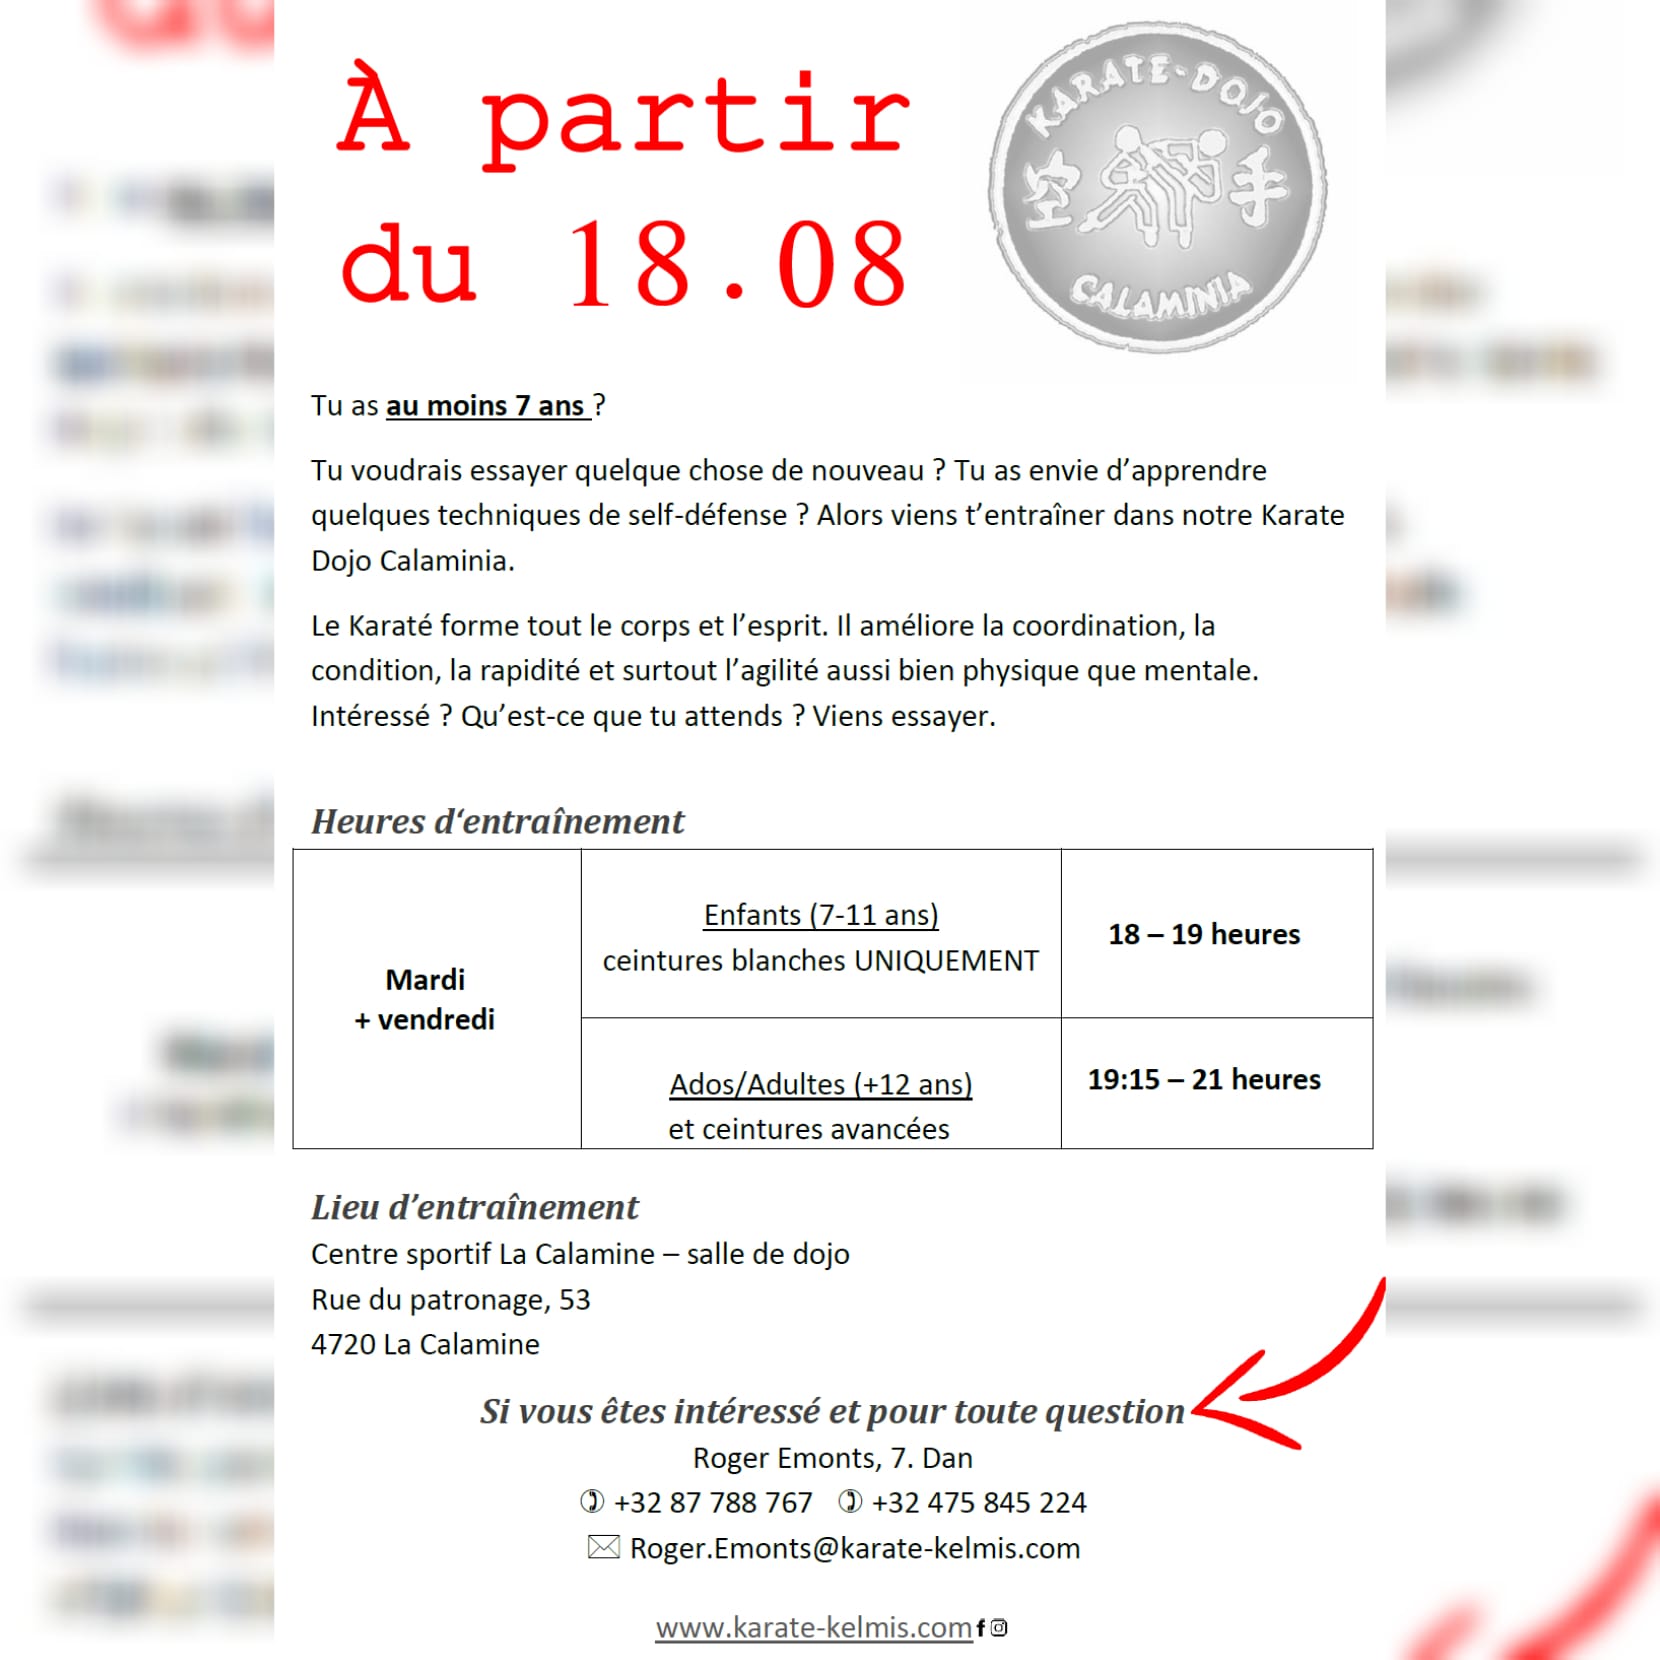 À partir
du 18.08
KARATE-DOJO
空 手
CALAMINIA
Tu as au moins 7 ans ?
Tu voudrais essayer quelque chose de nouveau ? Tu as envie d’apprendre
quelques techniques de self-défense ? Alors viens t’entraîner dans notre Karate
Dojo Calaminia.
Le Karaté forme tout le corps et l’esprit. Il améliore la coordination, la
condition, la rapidité et surtout l’agilité aussi bien physique que mentale.
Intéressé ? Qu’est-ce que tu attends ? Viens essayer.
Heures d‘entraînement
Mardi
+ vendredi
Enfants (7-11 ans)
ceintures blanches UNIQUEMENT
18 – 19 heures
Ados/Adultes (+12 ans)
et ceintures avancées
19:15 – 21 heures
Lieu d’entraînement
Centre sportif La Calamine – salle de dojo
Rue du patronage, 53
4720 La Calamine
Si vous êtes intéressé et pour toute question
Roger Emonts, 7. Dan
+32 87 788 767 +32 475 845 224
Roger.Emonts@karate-kelmis.com
www.karate-kelmis.com